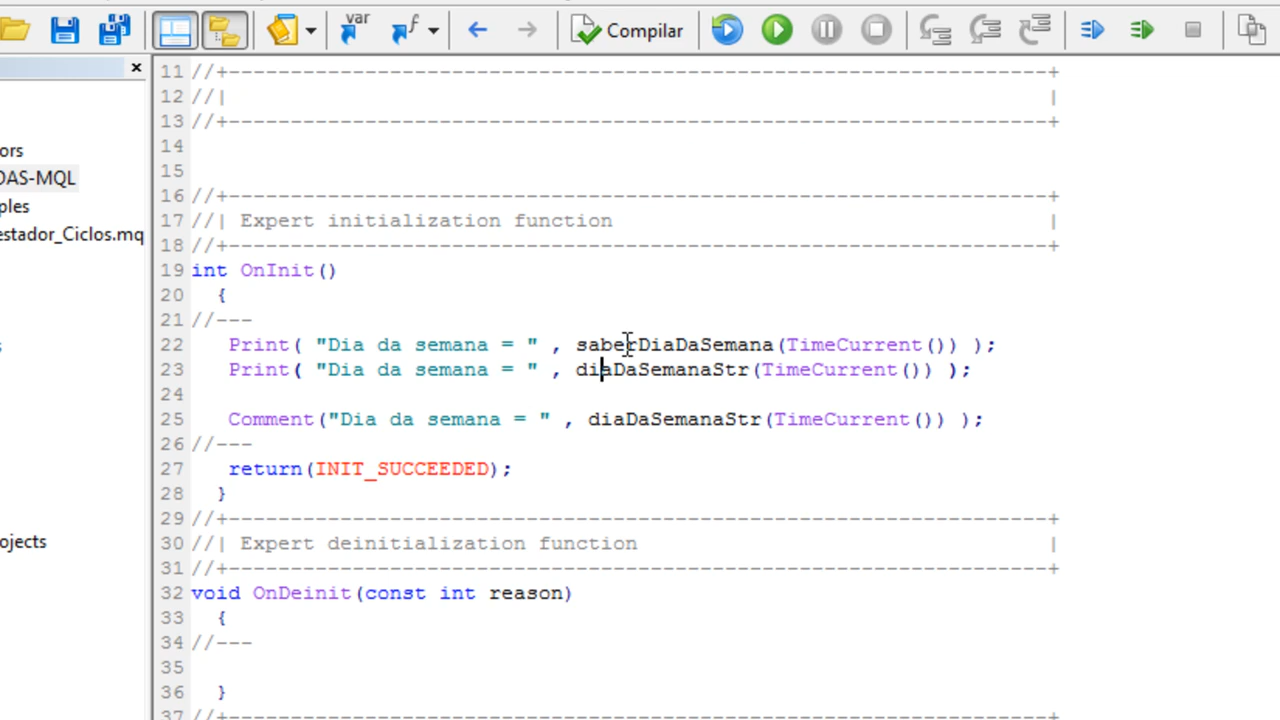 var f Compilar
ors
DAS-MQL
ples
estador_Ciclos.mq
ojects
11 //+------------------------------------------------------------------+
12 //| |
13 //+------------------------------------------------------------------+
14
15
16 //+------------------------------------------------------------------+
17 //| Expert initialization function |
18 //+------------------------------------------------------------------+
19 int OnInit()
20 {
21 //---
22 Print( "Dia da semana = " , saberDiaDaSemana(TimeCurrent()) );
23 Print( "Dia da semana = " , diaDaSemanaStr(TimeCurrent()) );
24
25 Comment("Dia da semana = " , diaDaSemanaStr(TimeCurrent()) );
26 //---
27 return(INIT_SUCCEEDED);
28 }
29 //+------------------------------------------------------------------+
30 //| Expert deinitialization function |
31 //+------------------------------------------------------------------+
32 void OnDeinit(const int reason)
33 {
34 //---
35
36 }
37 //+------------------------------------------------------------------+